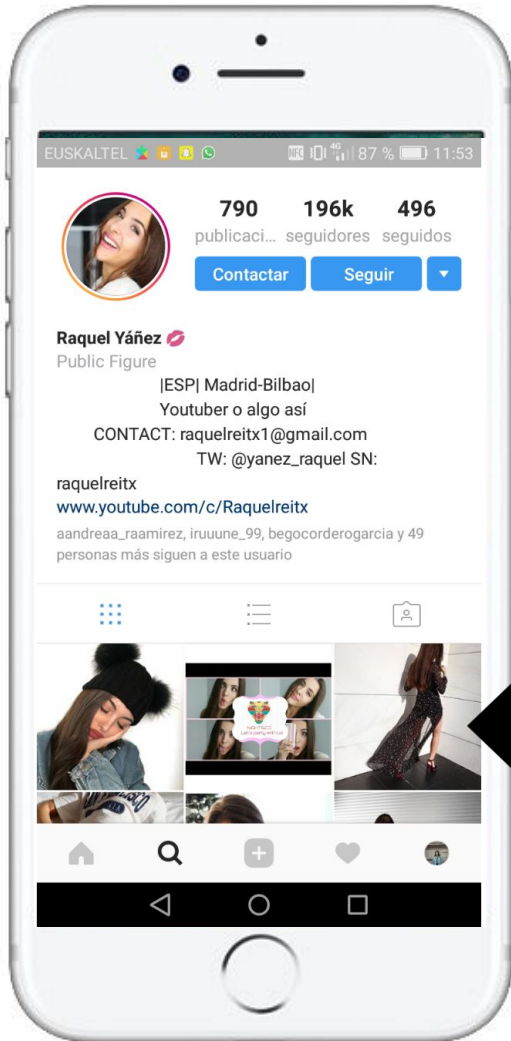 EUSKALTEL NFC 4G 87 % 11:53
790 196k 496
publicaci... seguidores seguidos
Contactar Seguir
Raquel Yáñez 💋
Public Figure
|ESP| Madrid-Bilbao|
Youtuber o algo así
CONTACT: raquelreitx1@gmail.com
TW: @yanez_raquel SN:
raquelreitx
www.youtube.com/c/Raquelreitx
aandreaa_raamirez, iruuune_99, begocorderogarcia y 49
personas más siguen a este usuario